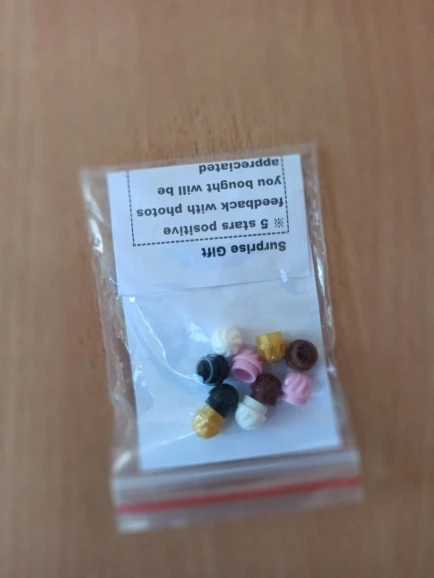 Surprise Gift
※ 5 stars positive
feedback with photos
you bought will be
appreciated